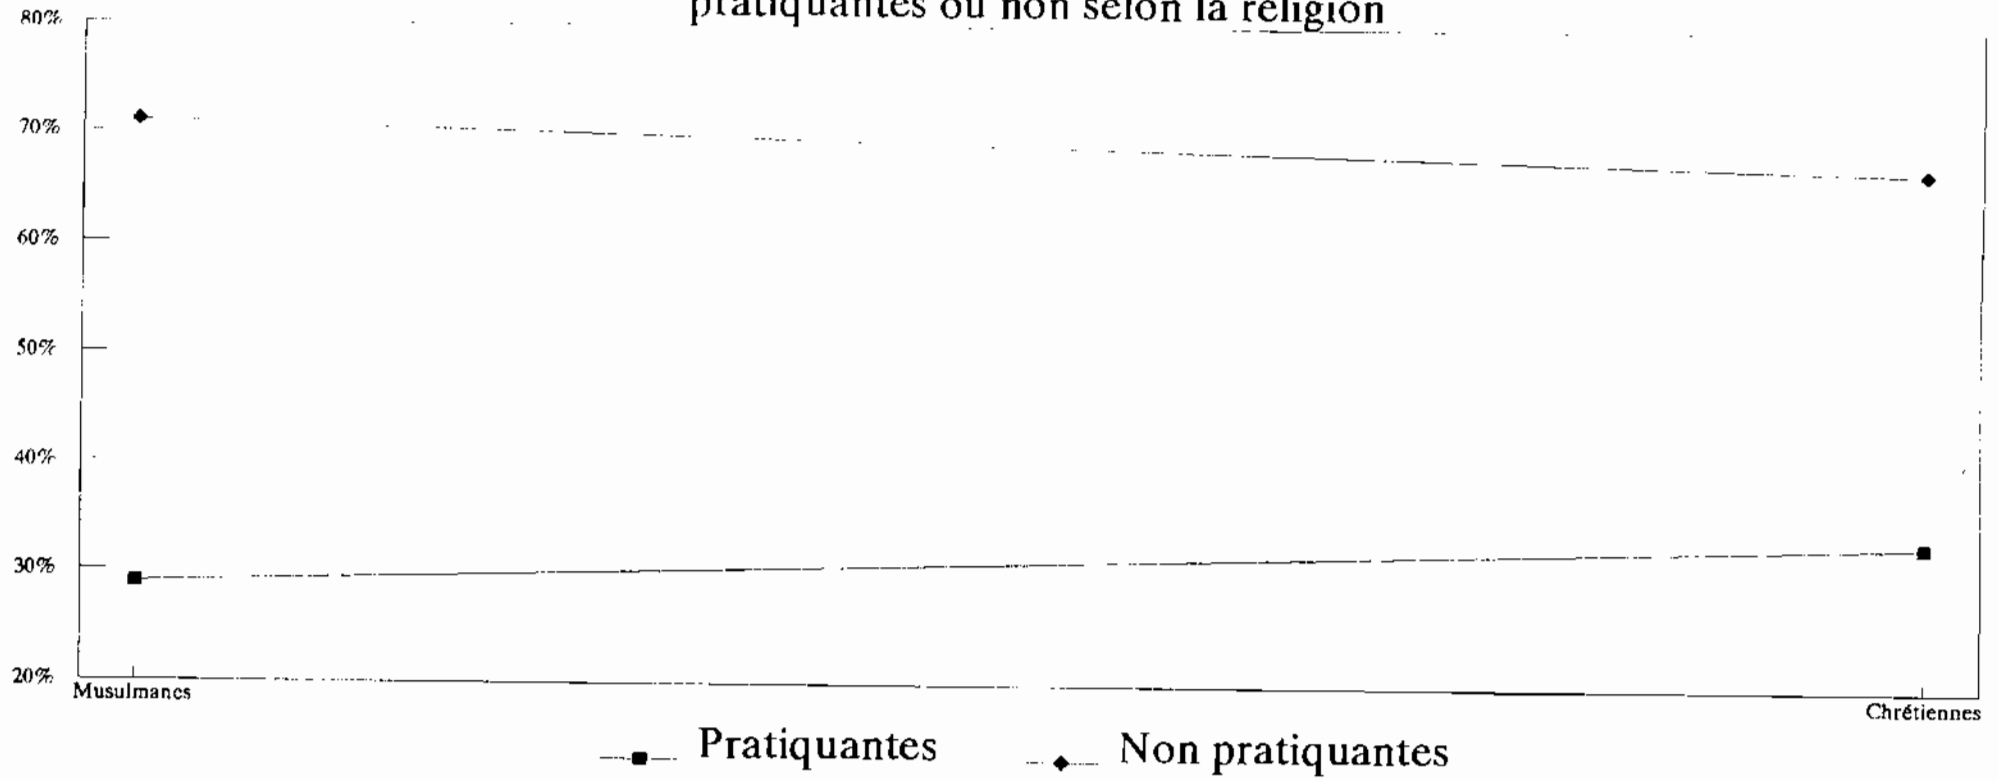 pratiquantes ou non selon la religion
80%
70%
60%
50%
40%
30%
20%
Musulmanes
Chrétiennes
Pratiquantes
Non pratiquantes